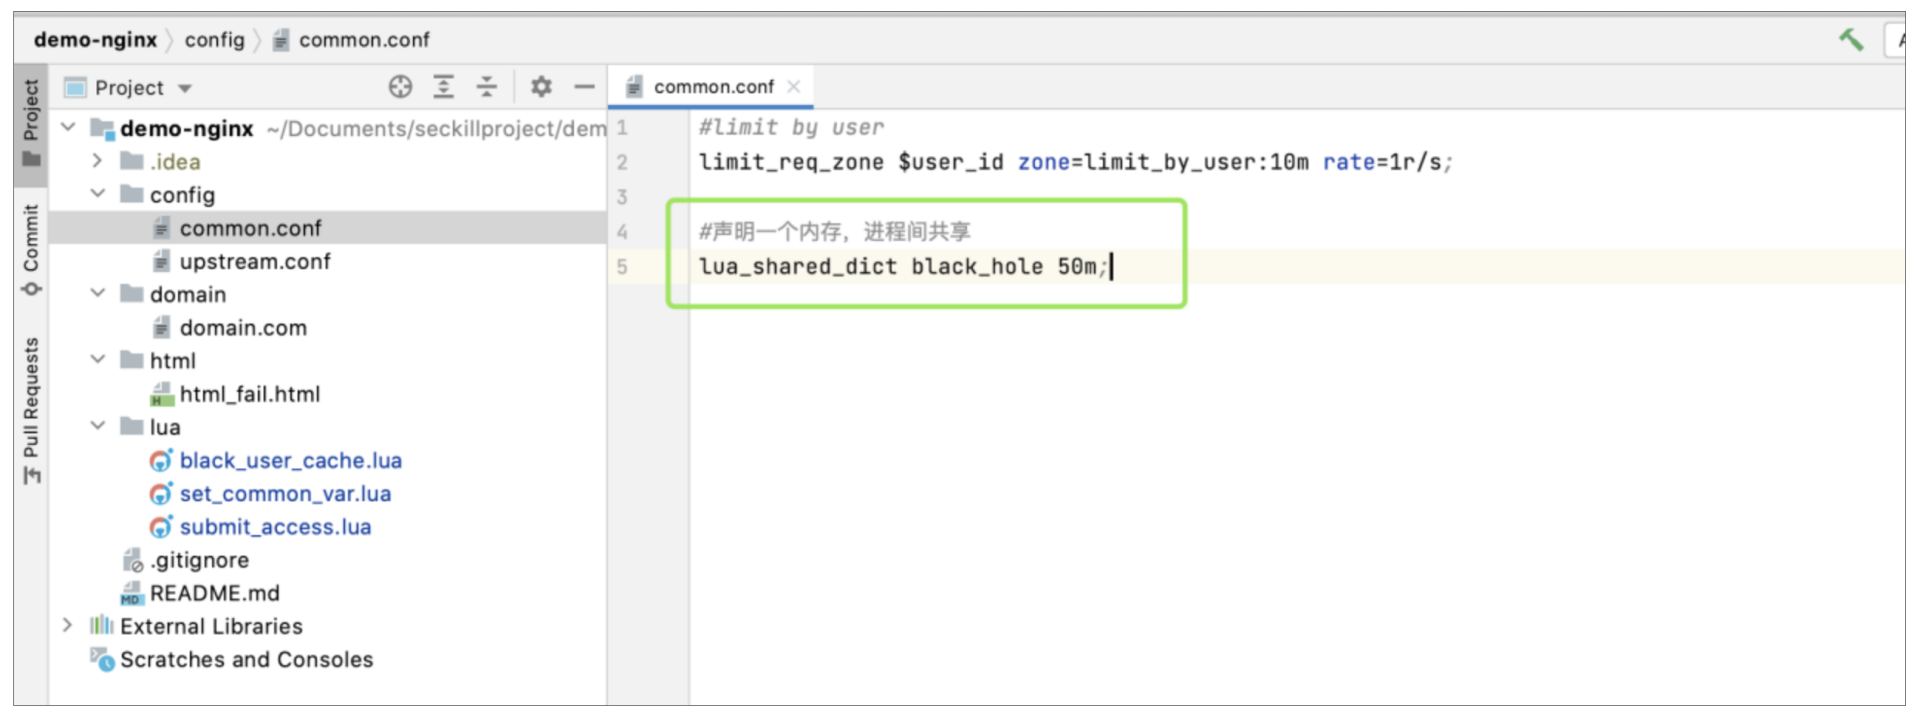 demo-nginx 〉 config 〉 common.conf
Project
Commit
Pull Requests
Project
demo-nginx ~/Documents/seckillproject/dem
.idea
config
common.conf
upstream.conf
domain
domain.com
html
html_fail.html
lua
black_user_cache.lua
set_common_var.lua
submit_access.lua
.gitignore
README.md
External Libraries
Scratches and Consoles
common.conf
1 #limit by user
2 limit_req_zone $user_id zone=limit_by_user:10m rate=1r/s;
3
4 #声明一个内存，进程间共享
5 lua_shared_dict black_hole 50m;